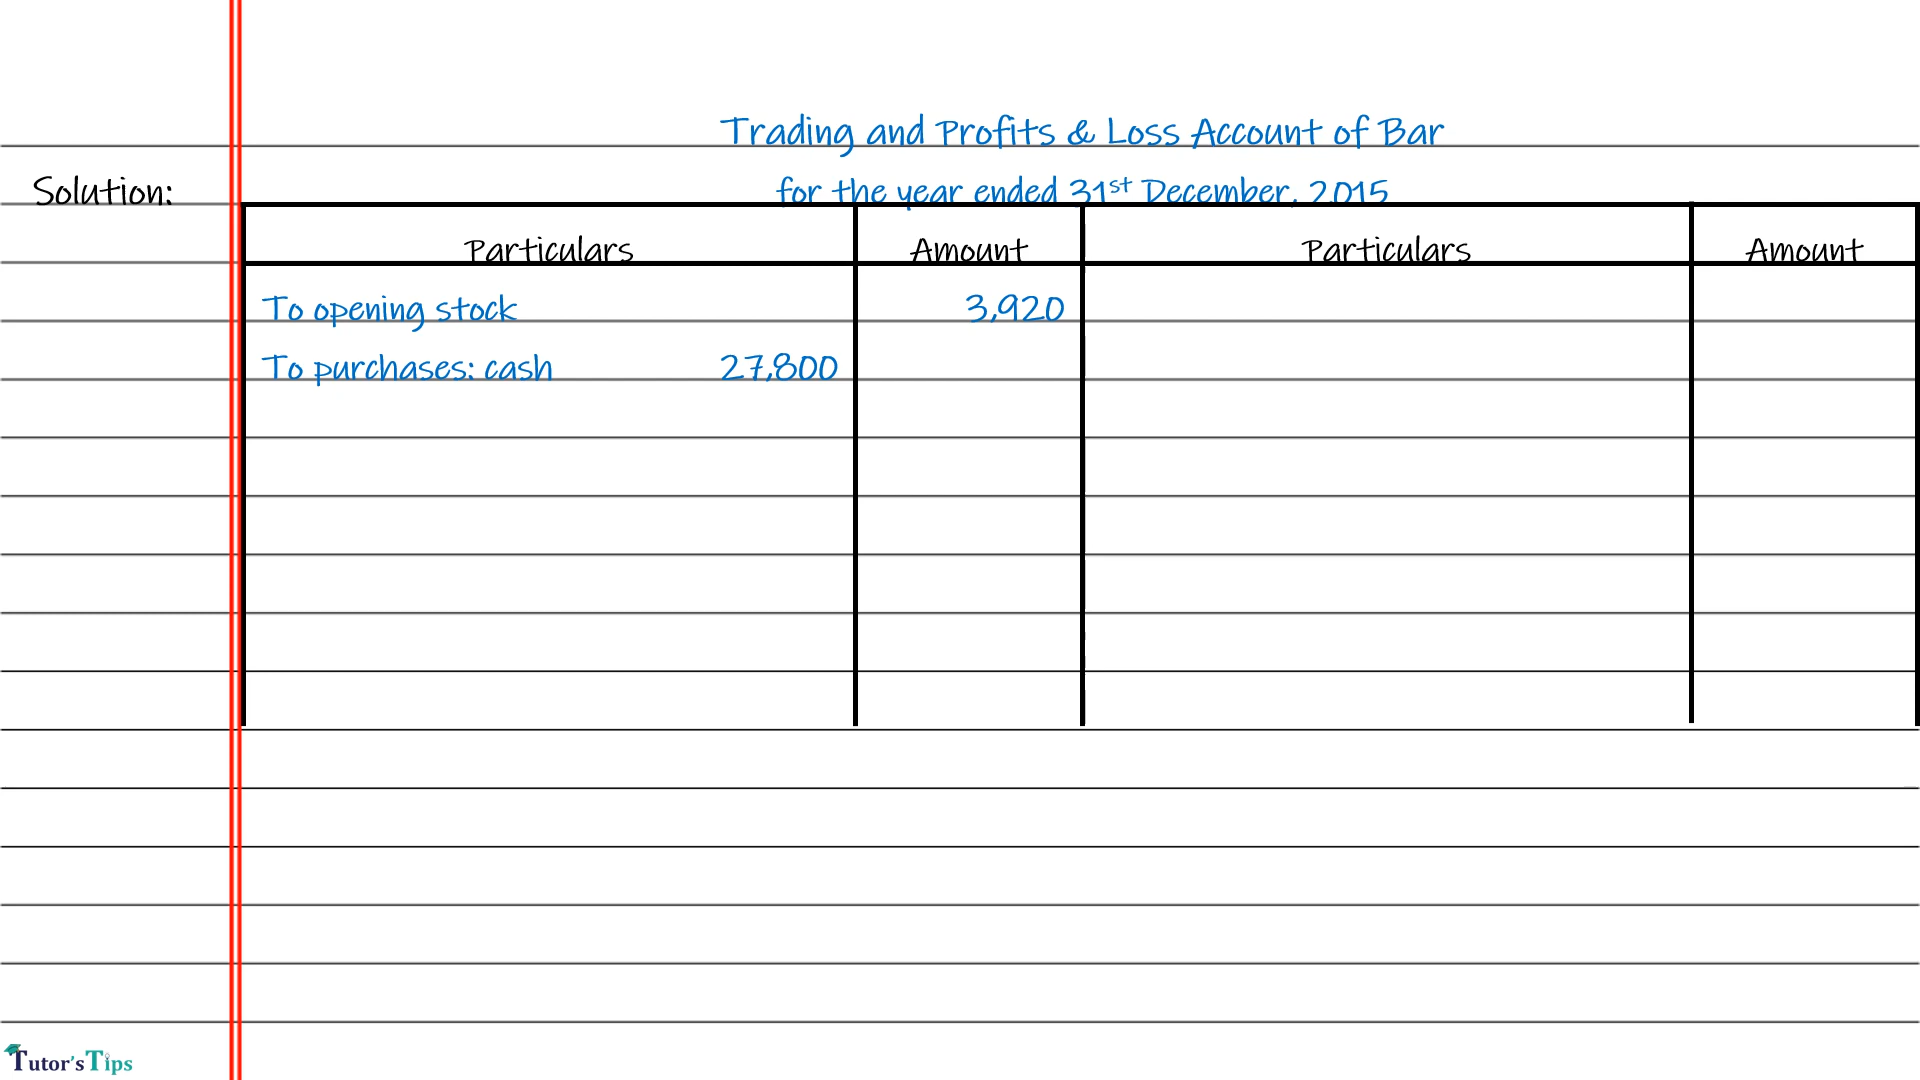 Trading and Profits & Loss Account of Bar
Solution: for the year ended 31st December, 2015
Particulars Amount Particulars Amount
To opening stock 3,920
To purchases: cash 27,800
Tutor'sTips